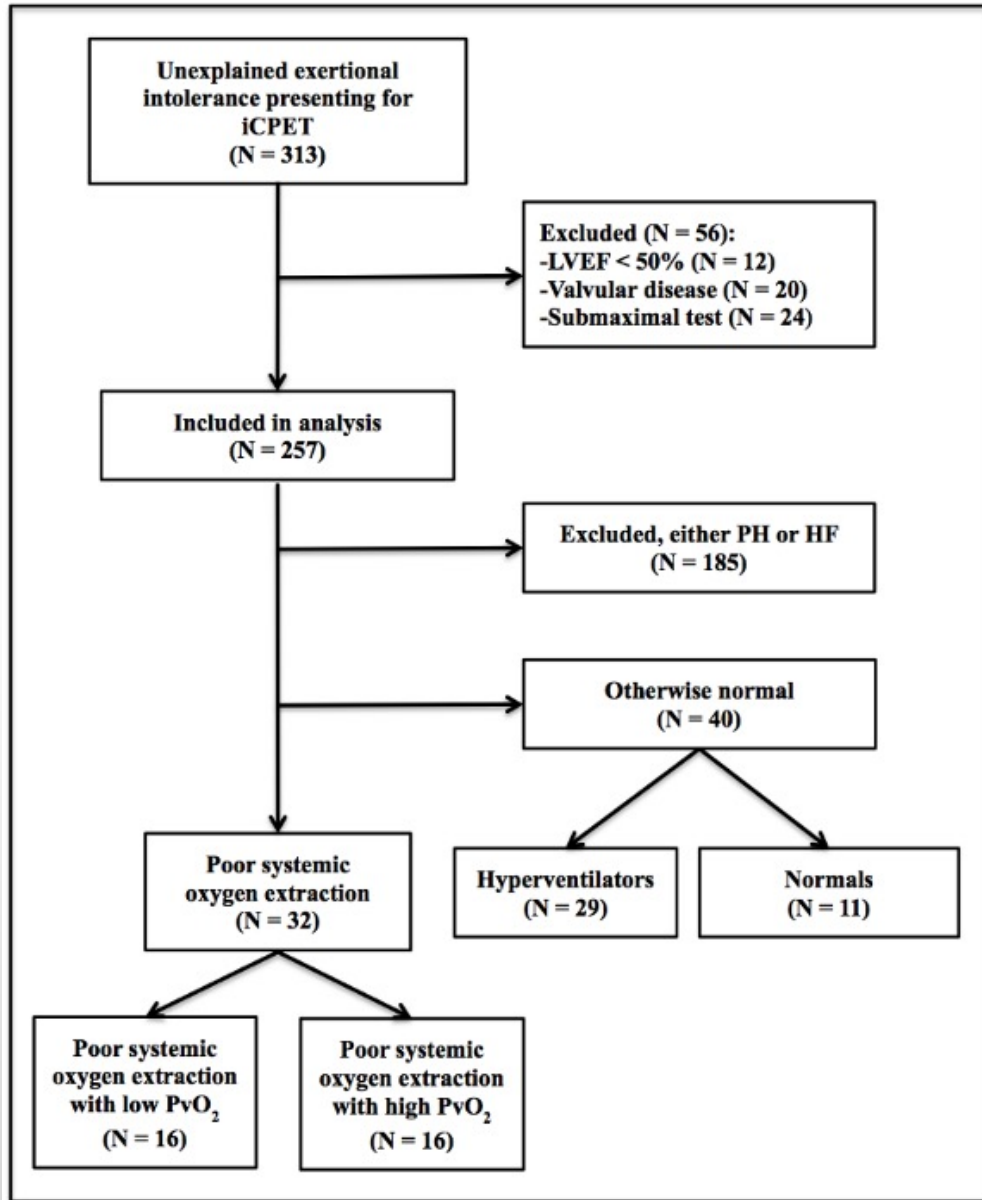 Unexplained exertional
intolerance presenting for
iCPET
(N = 313)
Excluded (N = 56):
-LVEF < 50% (N = 12)
-Valvular disease (N = 20)
-Submaximal test (N = 24)
Included in analysis
(N = 257)
Excluded, either PH or HF
(N = 185)
Otherwise normal
(N = 40)
Poor systemic
oxygen extraction
(N = 32)
Hyperventilators
(N = 29)
Normals
(N = 11)
Poor systemic
oxygen extraction
with low PvO₂
(N = 16)
Poor systemic
oxygen extraction
with high PvO₂
(N = 16)